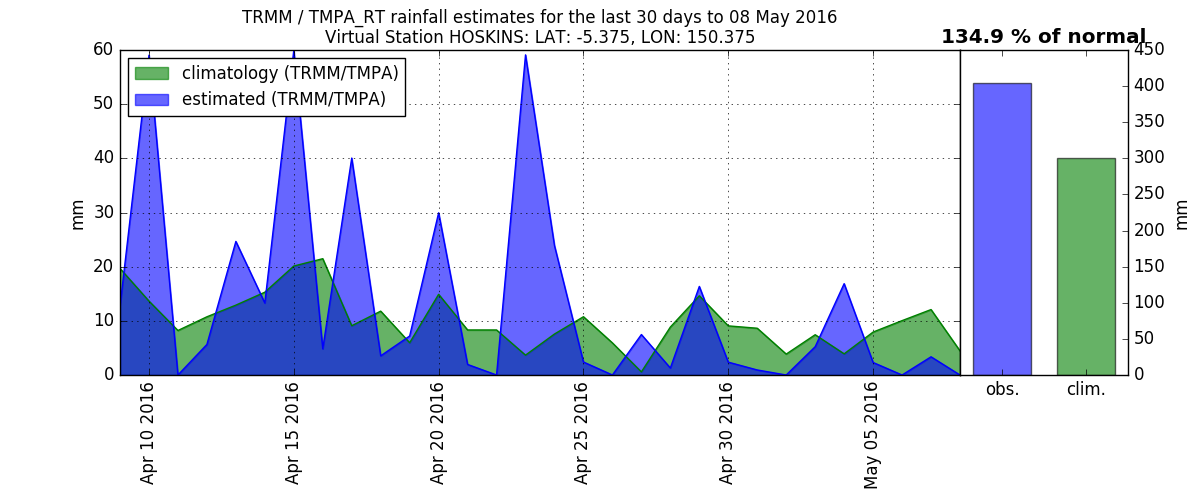 TRMM / TMPA_RT rainfall estimates for the last 30 days to 08 May 2016
Virtual Station HOSKINS: LAT: -5.375, LON: 150.375
134.9 % of normal
climatology (TRMM/TMPA)
estimated (TRMM/TMPA)
60
50
40
30
20
10
0
mm
450
400
350
300
250
200
150
100
50
0
mm
Apr 10 2016
Apr 15 2016
Apr 20 2016
Apr 25 2016
Apr 30 2016
May 05 2016
obs.
clim.